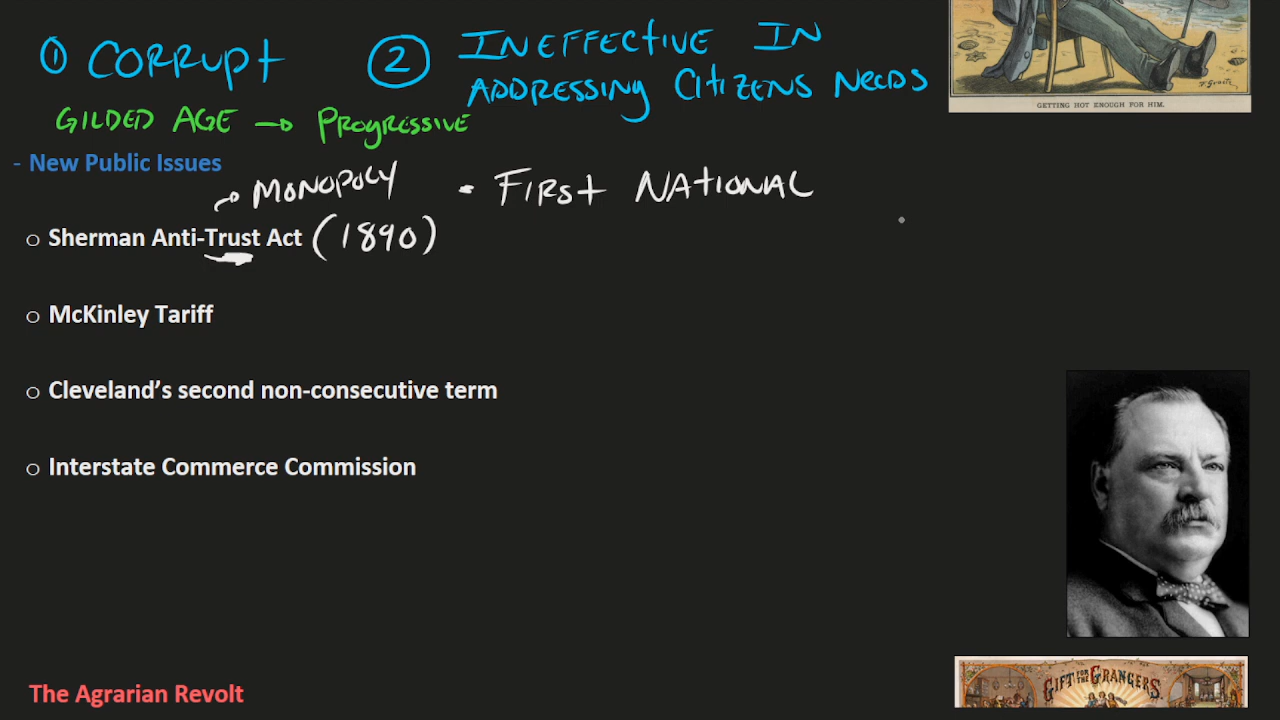 ① CORRUPT ② INEFFECTIVE IN
ADDRESSING CITIZENS NEEDS
GETTING HOT ENOUGH FOR HIM.
GILDED AGE → PROGRESSIVE
- New Public Issues
→ MONOPOLY - FIRST NATIONAL
o Sherman Anti-Trust Act (1890)
o McKinley Tariff
o Cleveland’s second non-consecutive term
o Interstate Commerce Commission
The Agrarian Revolt
GIFT FOR THE GRANGERS